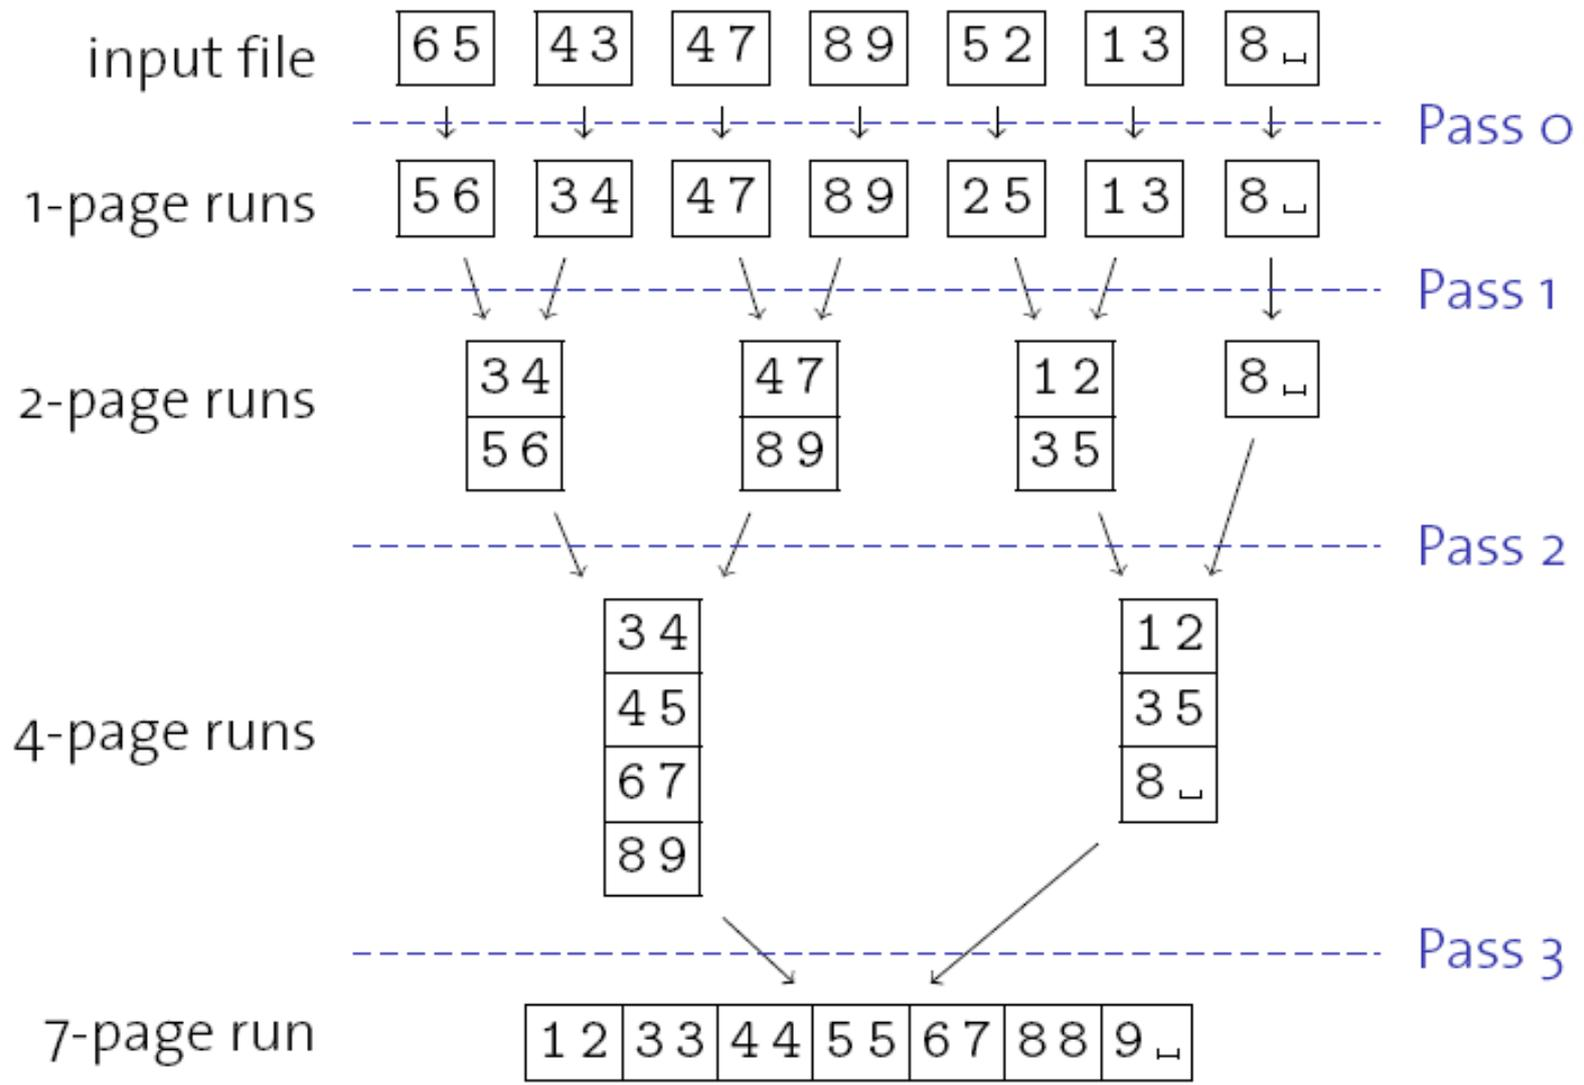 input file 6 5 4 3 4 7 8 9 5 2 1 3 8 ␣
Pass 0
1-page runs 5 6 3 4 4 7 8 9 2 5 1 3 8 ␣
Pass 1
3 4 4 7 1 2 8 ␣
2-page runs
5 6 8 9 3 5
Pass 2
3 4 1 2
4 5 3 5
4-page runs
6 7 8 ␣
8 9
Pass 3
7-page run 1 2 3 3 4 4 5 5 6 7 8 8 9 ␣